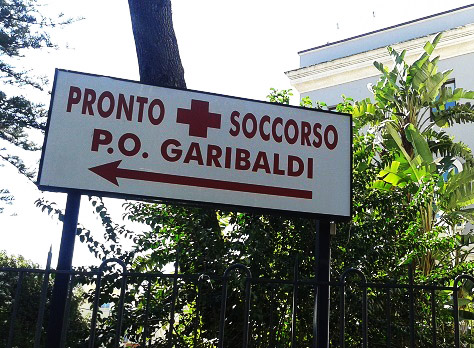 PRONTO SOCCORSO
P.O. GARIBALDI